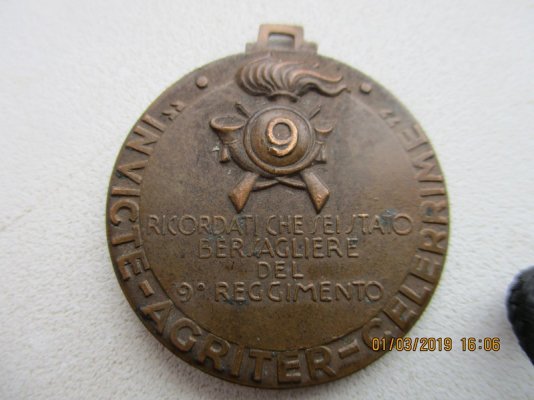 "INVICTE-AGRITER-CELERRIME"
9
RICORDATI CHE SEI STATO
BERSAGLIERE
DEL
9° REGGIMENTO
01/03/2019 16:06